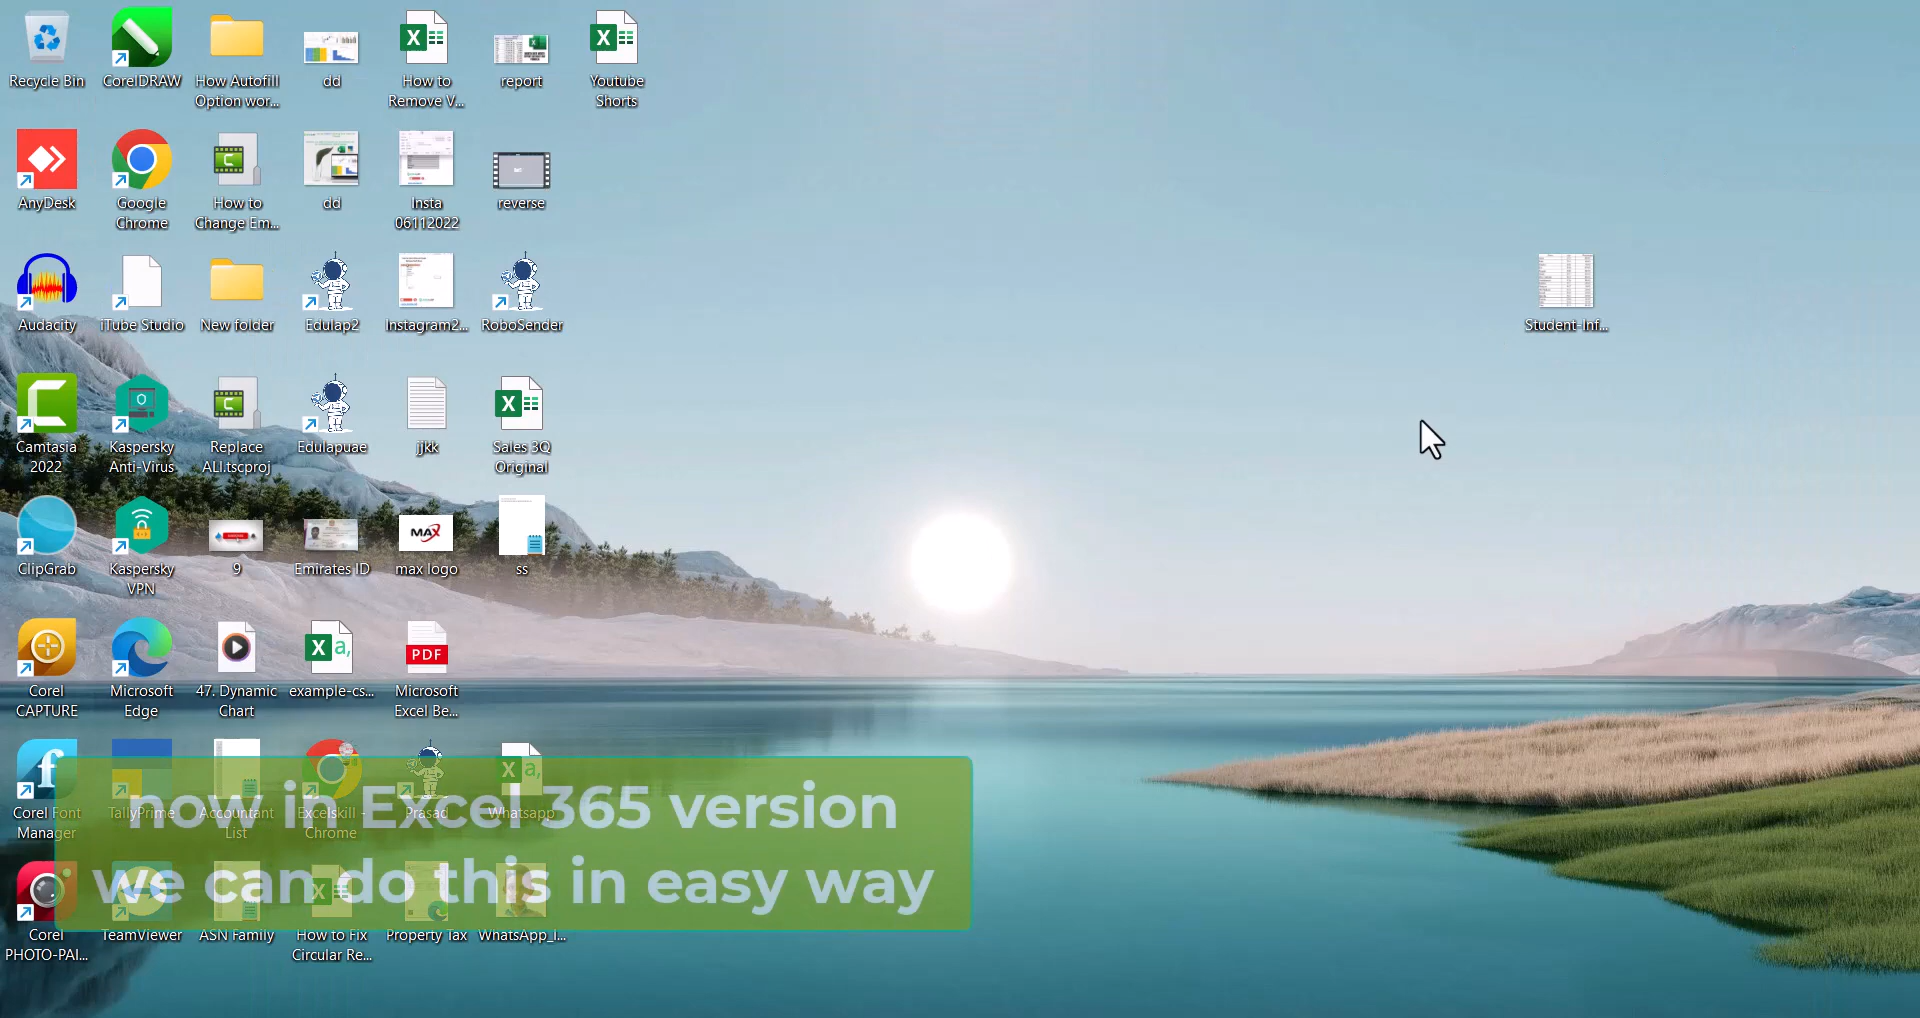 Recycle Bin
CorelDRAW
How Autofill
Option wor...
dd
How to
Remove V...
report
Youtube
Shorts
AnyDesk
Google
Chrome
How to
Change Em...
dd
Insta
06112022
reverse
Audacity
iTube Studio
New folder
Edulap2
Instagram2...
RoboSender
Student-Inf...
Camtasia
2022
Kaspersky
Anti-Virus
Replace
ALI.tscproj
Edulapuae
jjkk
Sales 3Q
Original
ClipGrab
Kaspersky
VPN
9
Emirates ID
MAX
max logo
ss
Corel
CAPTURE
Microsoft
Edge
47. Dynamic
Chart
example-cs...
PDF
Microsoft
Excel Be...
Corel Font
Manager
TallyPrime
Accountant
List
Excelskill -
Chrome
Prasad
Whatsapp
now in Excel 365 version
we can do this in easy way
Corel
PHOTO-PAI...
TeamViewer
ASN Family
How to Fix
Circular Re...
Property Tax
WhatsApp_I...